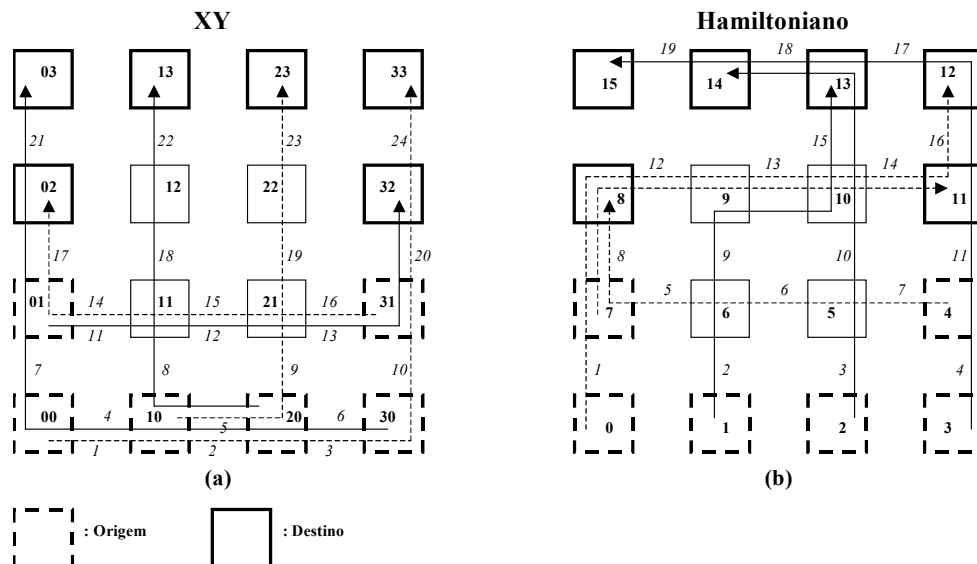 XY Hamiltoniano
03 13 23 33
19 18 17
15 14 13 12
21 22 23 24
15 16
02 12 22 32
12 13 14
8 9 10 11
17 18 19 20
8 9 10 11
01 11 21 31
14 15 16
11 12 13
5 6 7
7 6 5 4
7 8 9 10
1 2 3 4
00 10 20 30
4 5 6
1 2 3
0 1 2 3
(a) (b)
: Origem : Destino